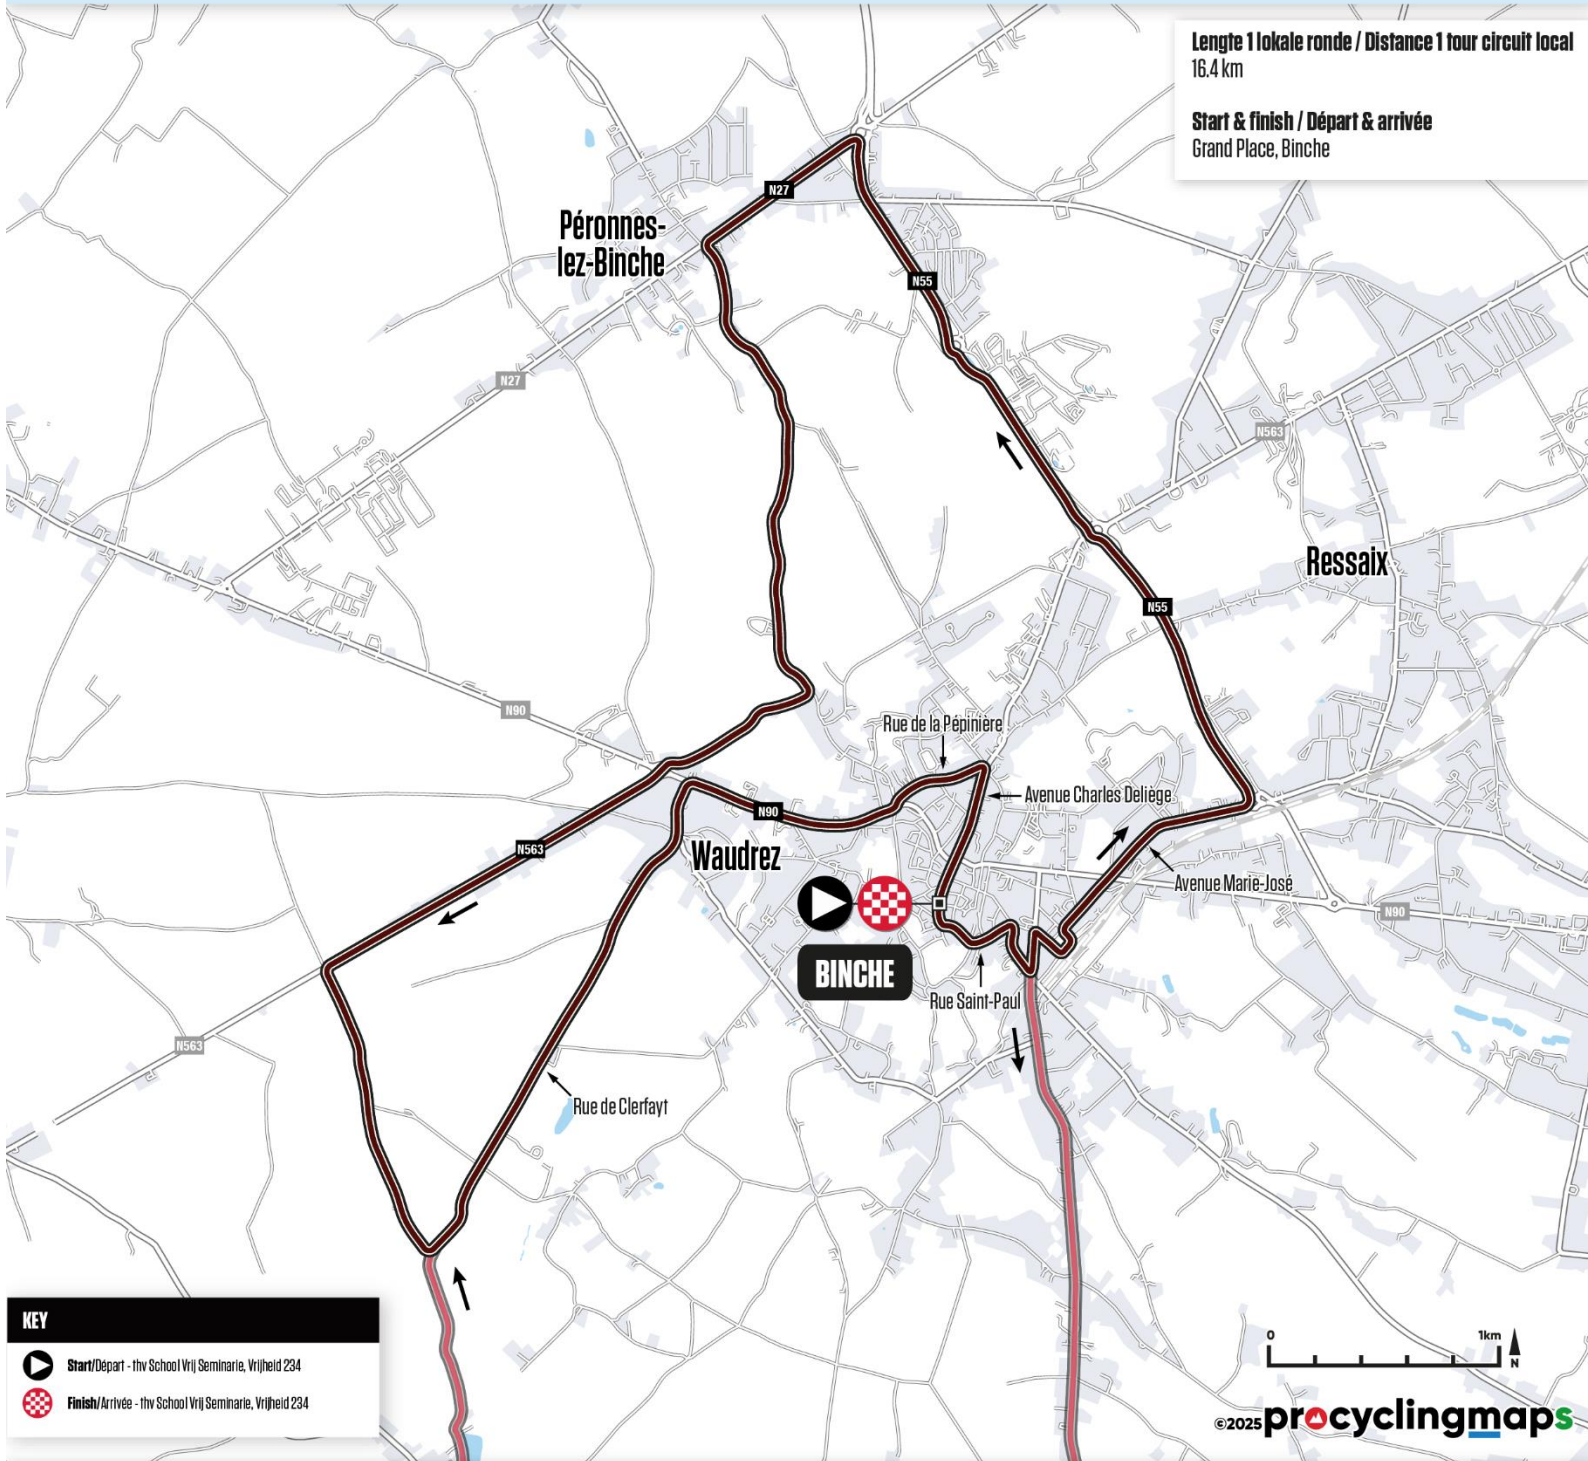 Lengte 1 lokale ronde / Distance 1 tour circuit local
16.4 km
Start & finish / Départ & arrivée
Grand Place, Binche
N27
Péronnes-
lez-Binche
N55
N27
N563
Ressaix
N55
N90
Rue de la Pépinière
Avenue Charles Deliège
N90
N563
Waudrez
Avenue Marie-José
N90
BINCHE
Rue Saint-Paul
N563
Rue de Clerfayt
KEY
Start/Départ - thv School Vrij Seminarie, Vrijheid 234
Finish/Arrivée - thv School Vrij Seminarie, Vrijheid 234
0 1km
N
©2025 procyclingmaps